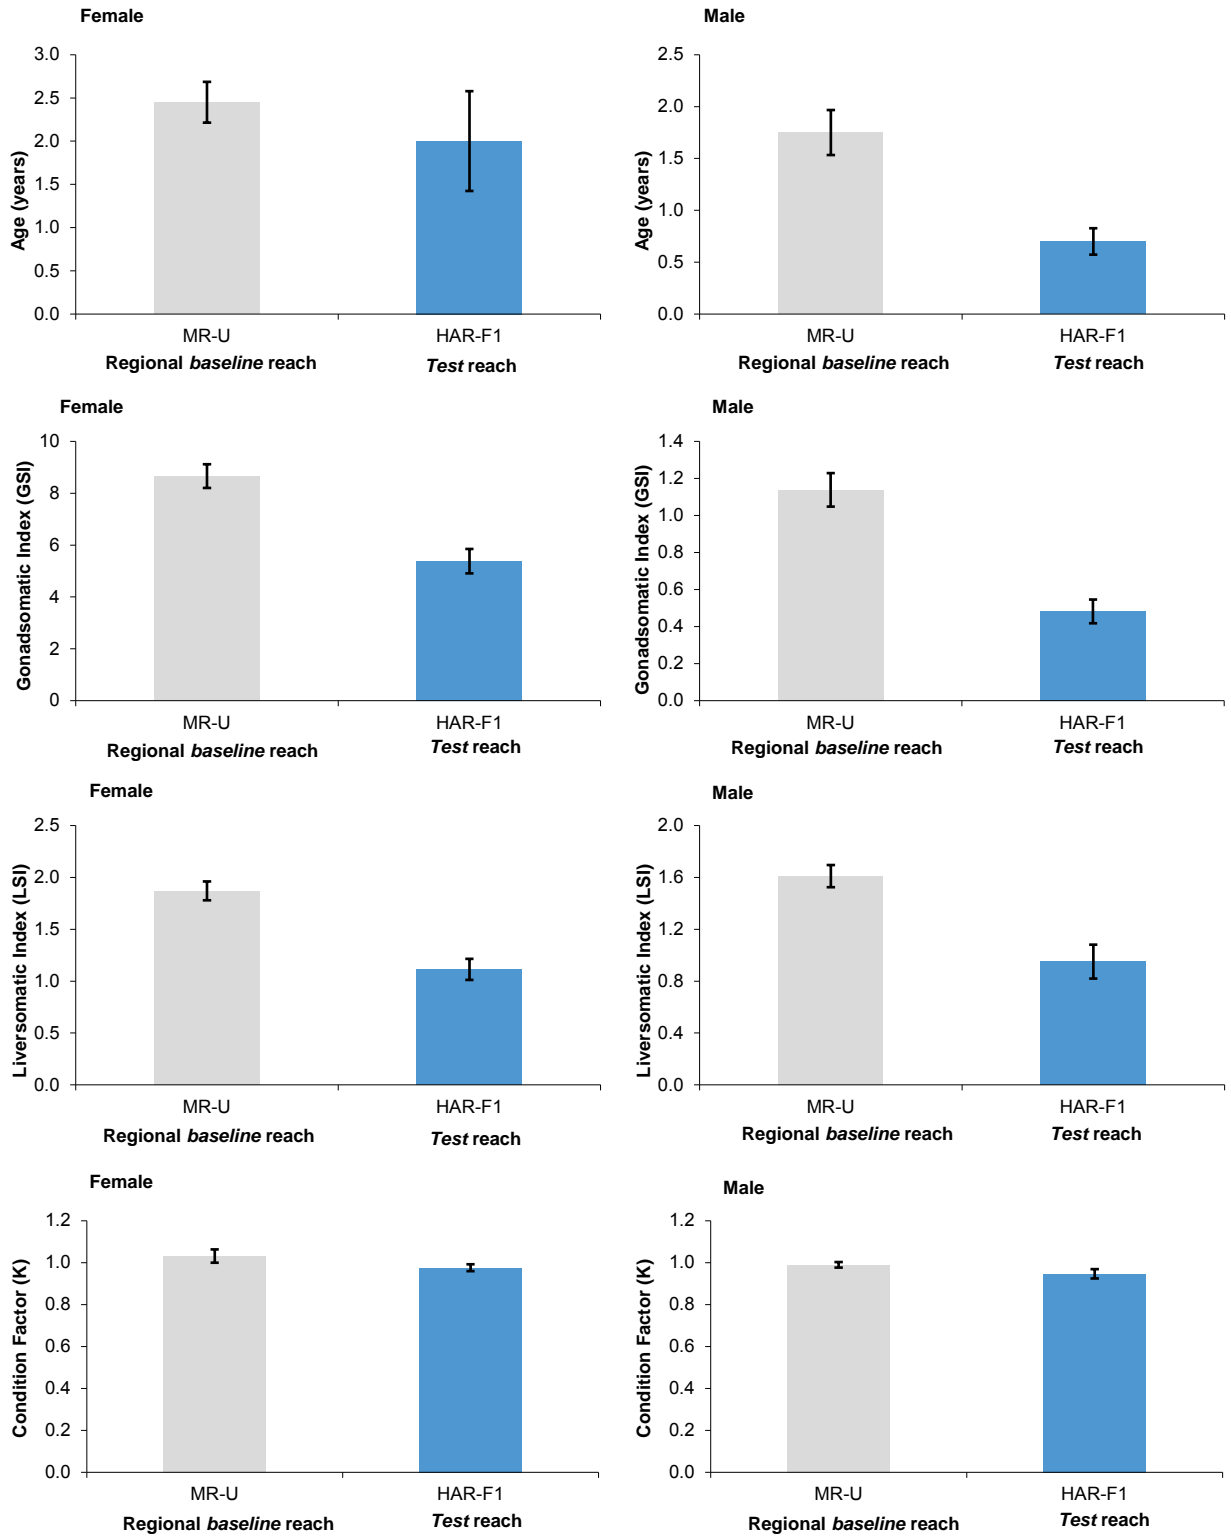 Female
Age (years)
3.0
2.5
2.0
1.5
1.0
0.5
0.0
MR-U
HAR-F1
Regional baseline reach
Test reach
Male
Age (years)
2.5
2.0
1.5
1.0
0.5
0.0
MR-U
HAR-F1
Regional baseline reach
Test reach
Female
Gonadsomatic Index (GSI)
10
8
6
4
2
0
MR-U
HAR-F1
Regional baseline reach
Test reach
Male
Gonadsomatic Index (GSI)
1.4
1.2
1.0
0.8
0.6
0.4
0.2
0.0
MR-U
HAR-F1
Regional baseline reach
Test reach
Female
Liversomatic Index (LSI)
2.5
2.0
1.5
1.0
0.5
0.0
MR-U
HAR-F1
Regional baseline reach
Test reach
Male
Liversomatic Index (LSI)
2.0
1.6
1.2
0.8
0.4
0.0
MR-U
HAR-F1
Regional baseline reach
Test reach
Female
Condition Factor (K)
1.2
1.0
0.8
0.6
0.4
0.2
0.0
MR-U
HAR-F1
Regional baseline reach
Test reach
Male
Condition Factor (K)
1.2
1.0
0.8
0.6
0.4
0.2
0.0
MR-U
HAR-F1
Regional baseline reach
Test reach